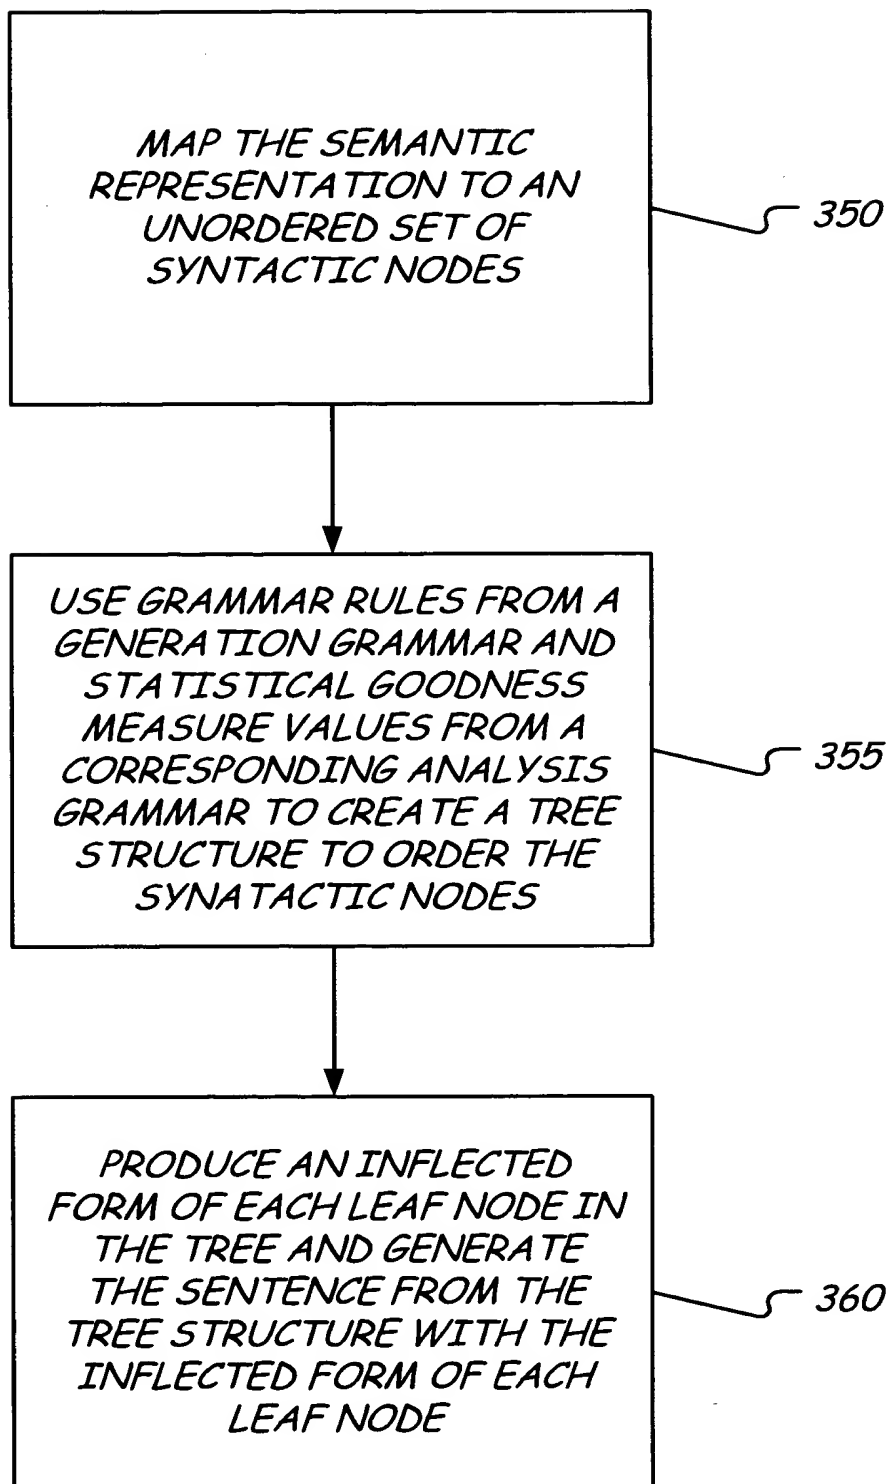 MAP THE SEMANTIC
REPRESENTATION TO AN
UNORDERED SET OF
SYNTACTIC NODES
350
USE GRAMMAR RULES FROM A
GENERATION GRAMMAR AND
STATISTICAL GOODNESS
MEASURE VALUES FROM A
CORRESPONDING ANALYSIS
GRAMMAR TO CREATE A TREE
STRUCTURE TO ORDER THE
SYNATACTIC NODES
355
PRODUCE AN INFLECTED
FORM OF EACH LEAF NODE IN
THE TREE AND GENERATE
THE SENTENCE FROM THE
TREE STRUCTURE WITH THE
INFLECTED FORM OF EACH
LEAF NODE
360